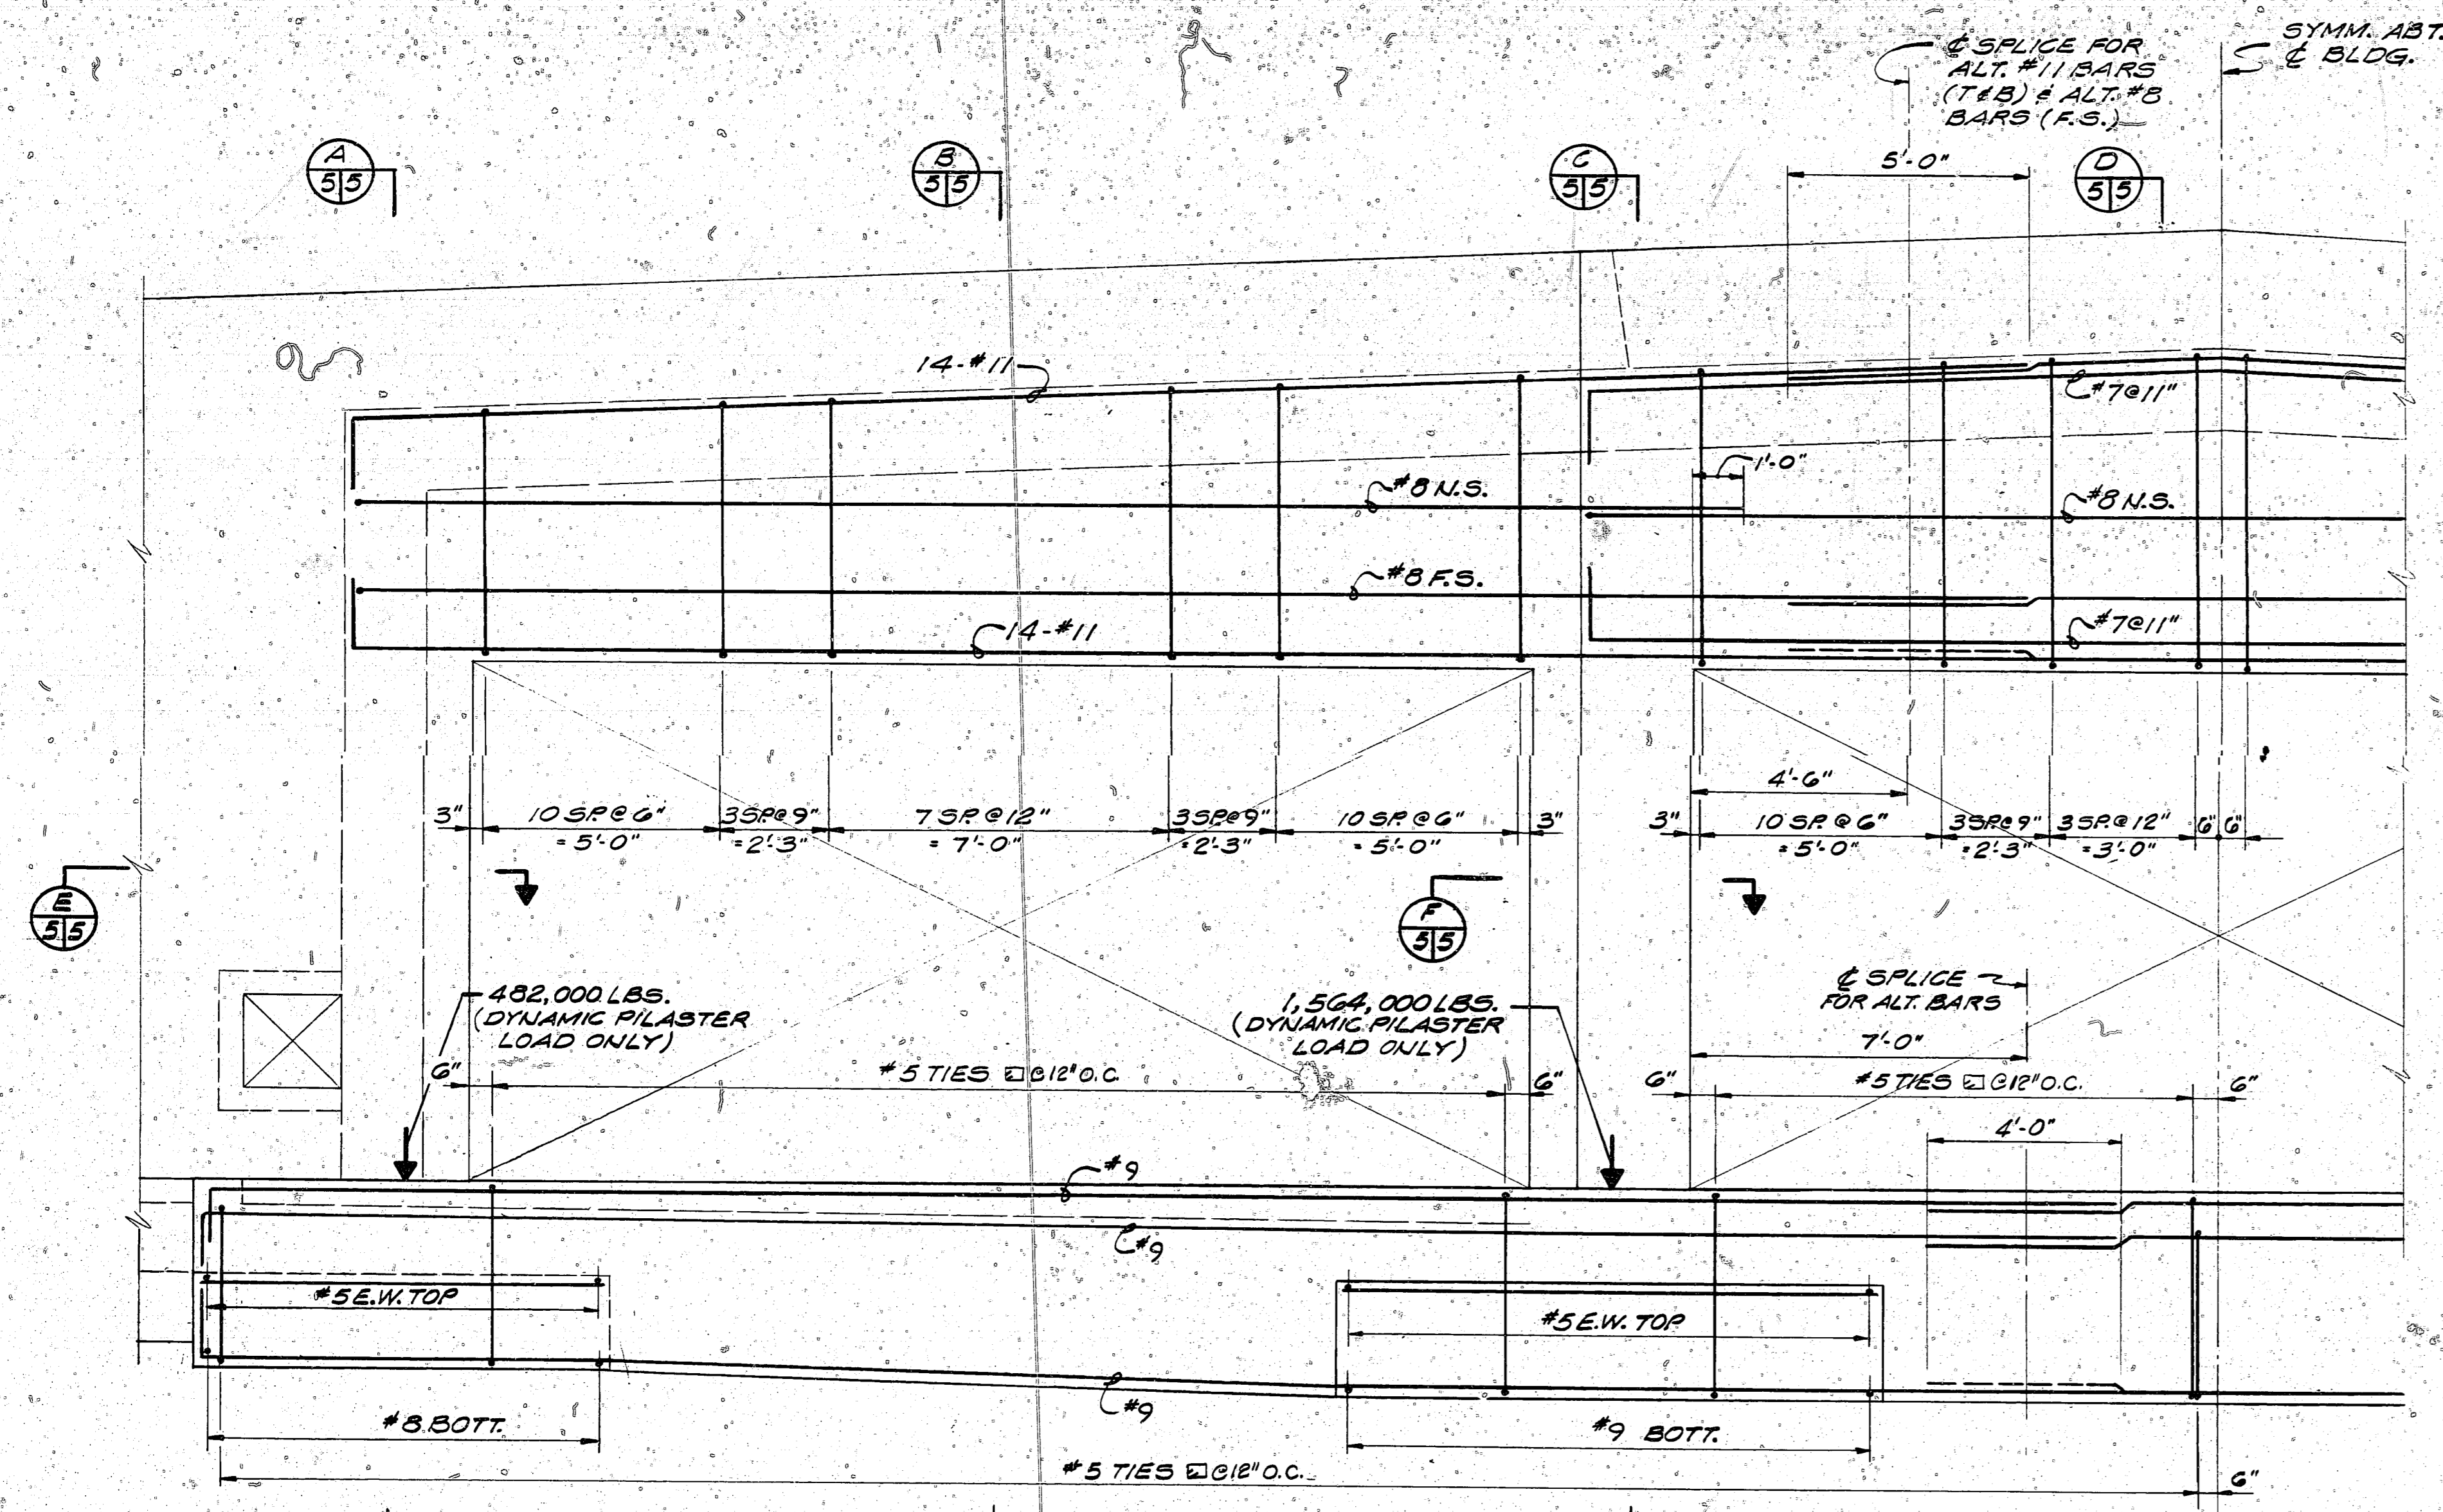 SYMM. ABT.
℄ BLDG.
℄ SPLICE FOR
ALT. #11 BARS
(T&B) & ALT. #8
BARS (F.S.)
A
5|5
B
5|5
C
5|5
5'-0"
D
5|5
14-#11
#7@11"
1'-0"
#8 N.S.
#8 N.S.
#8 F.S.
14-#11
#7@11"
4'-6"
3"
10 SP. @ 6"
= 5'-0"
3 SP. @ 9"
= 2'-3"
7 SP. @ 12"
= 7'-0"
3 SP. @ 9"
= 2'-3"
10 SP. @ 6"
= 5'-0"
3"
3"
10 SP. @ 6"
= 5'-0"
3 SP. @ 9"
= 2'-3"
3 SP. @ 12"
= 3'-0"
6"
6"
E
5|5
F
5|5
482,000 LBS.
(DYNAMIC PILASTER
LOAD ONLY)
1,564,000 LBS.
(DYNAMIC PILASTER
LOAD ONLY)
℄ SPLICE
FOR ALT. BARS
7'-0"
6"
#5 TIES @ 12" O.C.
6"
6"
#5 TIES @ 12" O.C.
6"
4'-0"
#9
#9
#5 E.W. TOP
#5 E.W. TOP
#9
#8 BOTT.
#9 BOTT.
#5 TIES @ 12" O.C.
6"